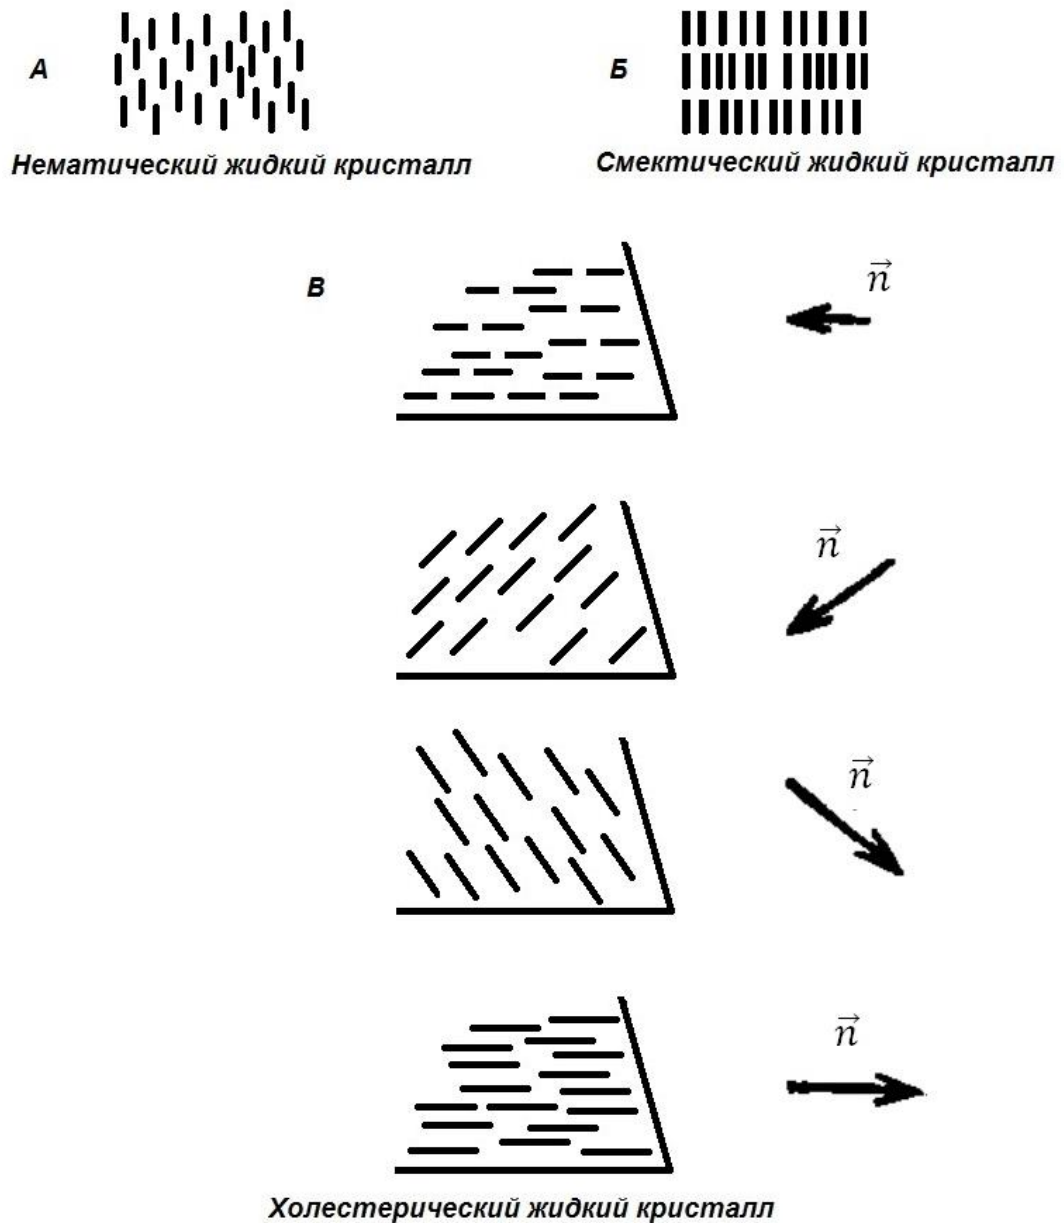 А
Б
Нематический жидкий кристалл
Смектический жидкий кристалл
В
n⃗
n⃗
n⃗
n⃗
Холестерический жидкий кристалл